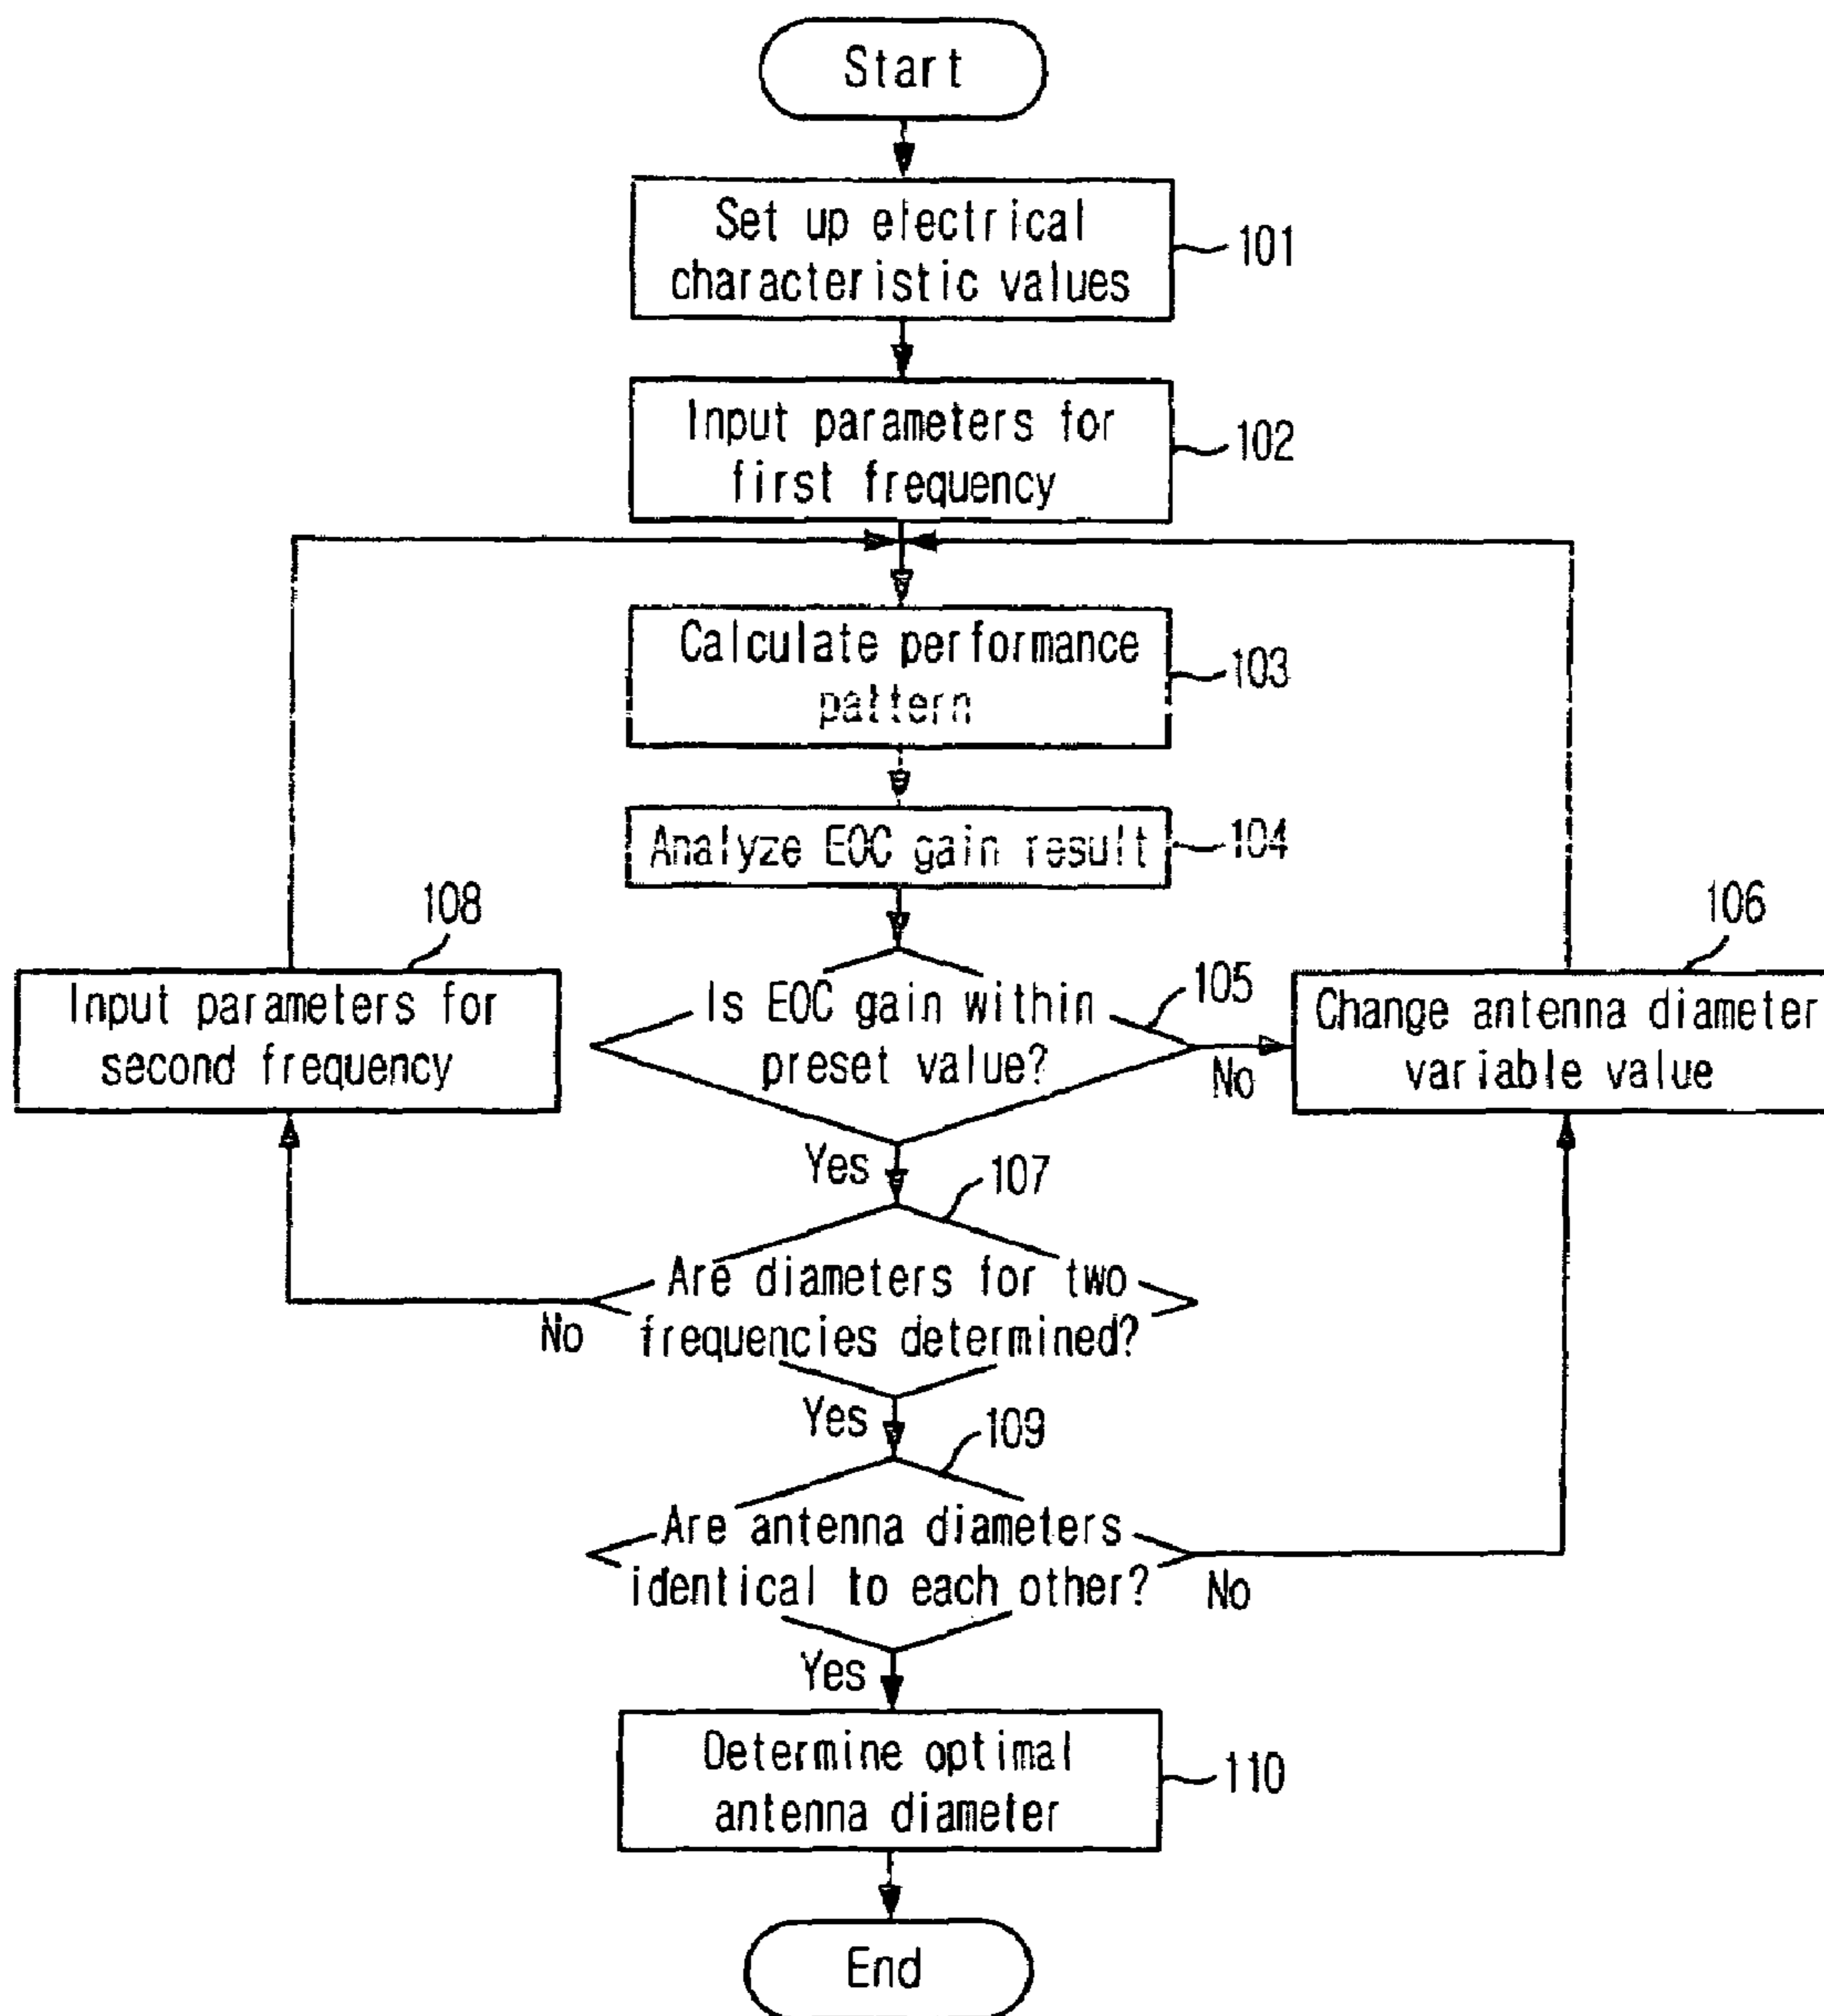 Start
Set up electrical
characteristic values
101
Input parameters for
first frequency
102
Calculate performance
pattern
103
Analyze EOC gain result
104
108
Input parameters for
second frequency
Is EOC gain within
preset value?
105
No
106
Change antenna diameter
variable value
Yes
107
Are diameters for two
frequencies determined?
No
Yes
109
Are antenna diameters
identical to each other?
No
Yes
Determine optimal
antenna diameter
110
End